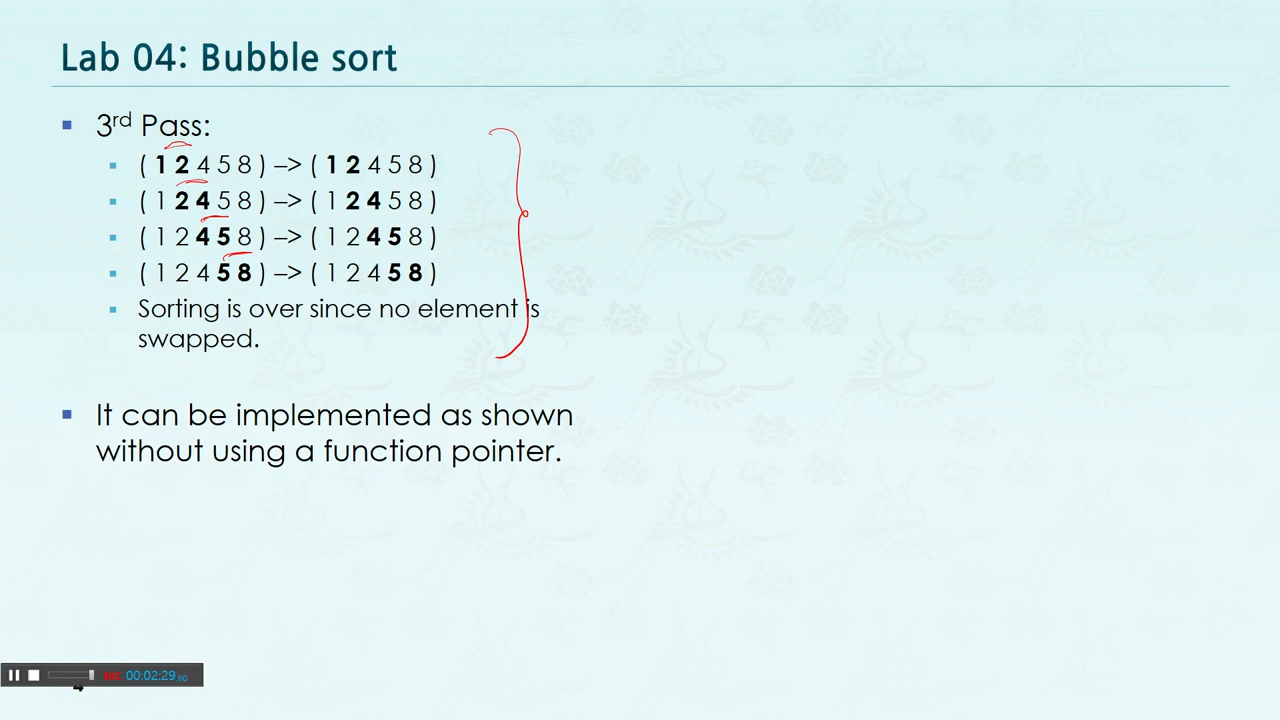 Lab 04: Bubble sort
3rd Pass:
( 1 2 4 5 8 ) –> ( 1 2 4 5 8 )
( 1 2 4 5 8 ) –> ( 1 2 4 5 8 )
( 1 2 4 5 8 ) –> ( 1 2 4 5 8 )
( 1 2 4 5 8 ) –> ( 1 2 4 5 8 )
Sorting is over since no element is
swapped.
It can be implemented as shown
without using a function pointer.
REC 00:02:29 60